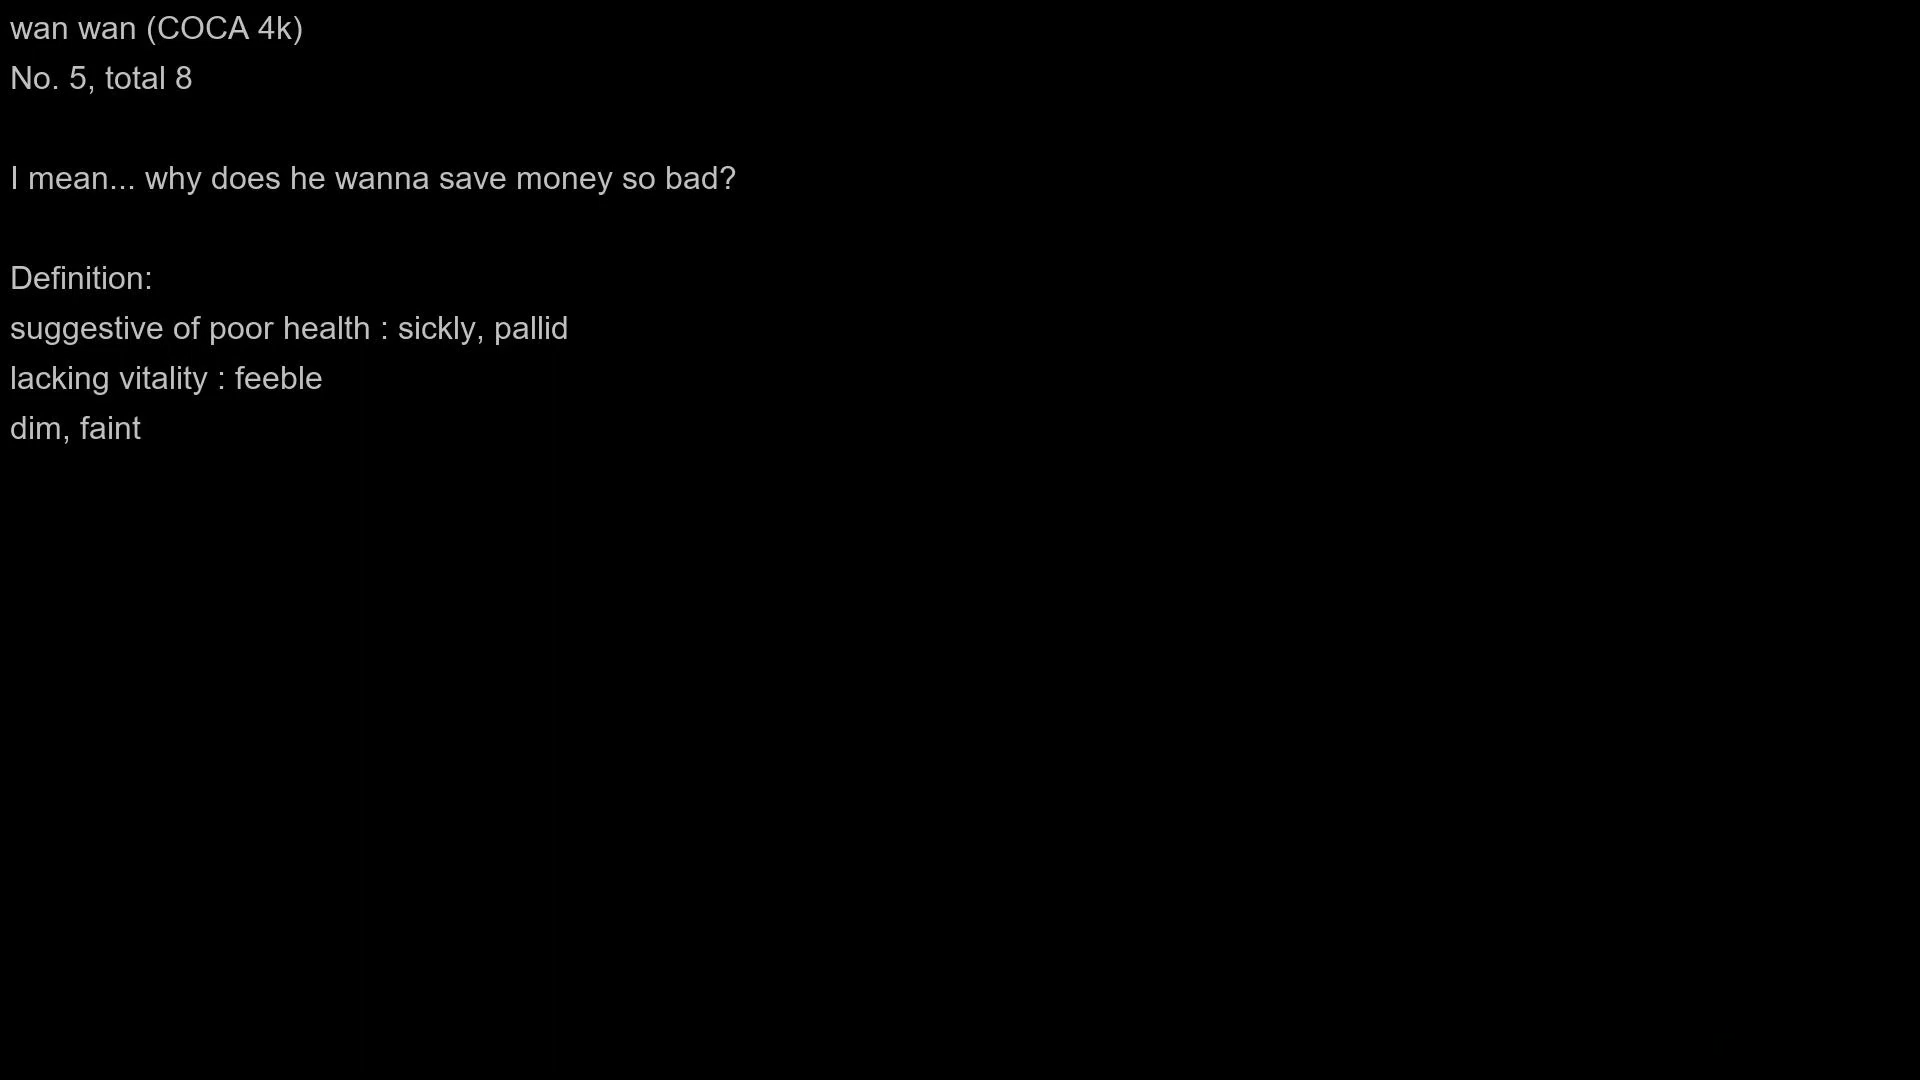 wan wan (COCA 4k)
No. 5, total 8
I mean... why does he wanna save money so bad?
Definition:
suggestive of poor health : sickly, pallid
lacking vitality : feeble
dim, faint